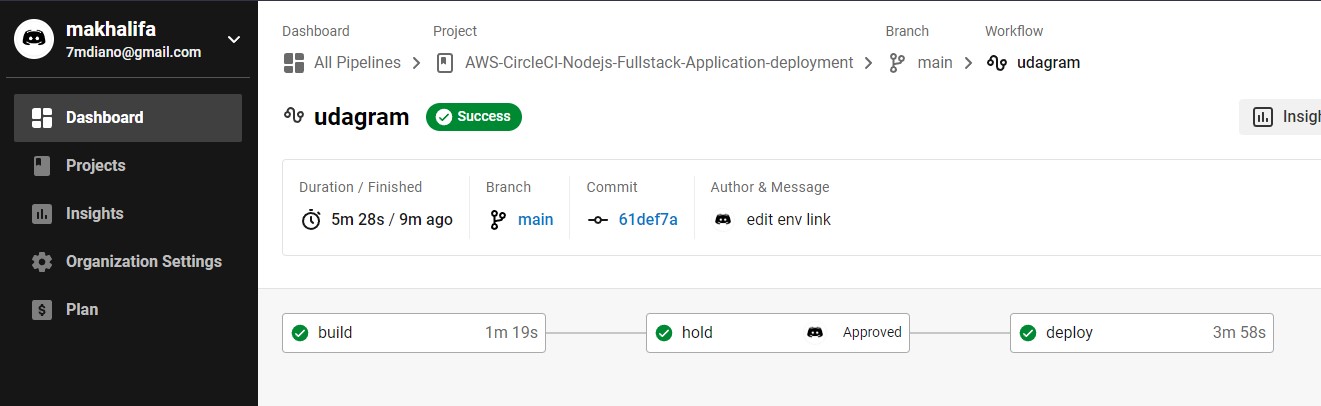 makhalifa
7mdiano@gmail.com
Dashboard
Projects
Insights
Organization Settings
Plan
Dashboard Project Branch Workflow
All Pipelines AWS-CircleCI-Nodejs-Fullstack-Application-deployment main udagram
udagram Success
Insigh
Duration / Finished Branch Commit Author & Message
5m 28s / 9m ago main 61def7a edit env link
build 1m 19s hold Approved deploy 3m 58s